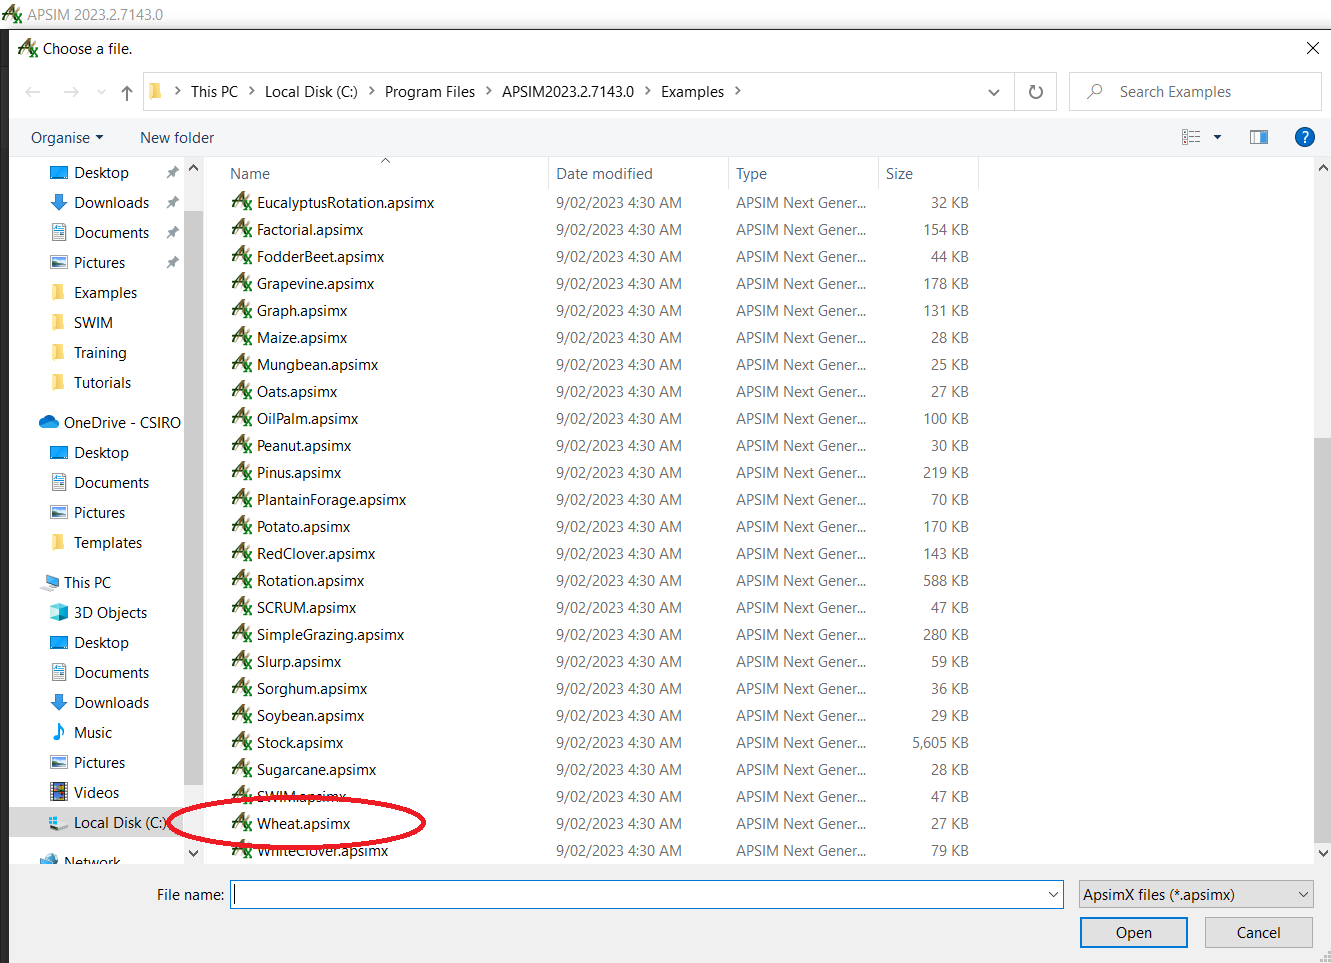 APSIM 2023.2.7143.0
Choose a file.
This PC > Local Disk (C:) > Program Files > APSIM2023.2.7143.0 > Examples >
Search Examples
Organise
New folder
?
Desktop
Downloads
Documents
Pictures
Examples
SWIM
Training
Tutorials
OneDrive - CSIRO
Desktop
Documents
Pictures
Templates
This PC
3D Objects
Desktop
Documents
Downloads
Music
Pictures
Videos
Local Disk (C:)
Network
Name Date modified Type Size
EucalyptusRotation.apsimx 9/02/2023 4:30 AM APSIM Next Gener... 32 KB
Factorial.apsimx 9/02/2023 4:30 AM APSIM Next Gener... 154 KB
FodderBeet.apsimx 9/02/2023 4:30 AM APSIM Next Gener... 44 KB
Grapevine.apsimx 9/02/2023 4:30 AM APSIM Next Gener... 178 KB
Graph.apsimx 9/02/2023 4:30 AM APSIM Next Gener... 131 KB
Maize.apsimx 9/02/2023 4:30 AM APSIM Next Gener... 28 KB
Mungbean.apsimx 9/02/2023 4:30 AM APSIM Next Gener... 25 KB
Oats.apsimx 9/02/2023 4:30 AM APSIM Next Gener... 27 KB
OilPalm.apsimx 9/02/2023 4:30 AM APSIM Next Gener... 100 KB
Peanut.apsimx 9/02/2023 4:30 AM APSIM Next Gener... 30 KB
Pinus.apsimx 9/02/2023 4:30 AM APSIM Next Gener... 219 KB
PlantainForage.apsimx 9/02/2023 4:30 AM APSIM Next Gener... 70 KB
Potato.apsimx 9/02/2023 4:30 AM APSIM Next Gener... 170 KB
RedClover.apsimx 9/02/2023 4:30 AM APSIM Next Gener... 143 KB
Rotation.apsimx 9/02/2023 4:30 AM APSIM Next Gener... 588 KB
SCRUM.apsimx 9/02/2023 4:30 AM APSIM Next Gener... 47 KB
SimpleGrazing.apsimx 9/02/2023 4:30 AM APSIM Next Gener... 280 KB
Slurp.apsimx 9/02/2023 4:30 AM APSIM Next Gener... 59 KB
Sorghum.apsimx 9/02/2023 4:30 AM APSIM Next Gener... 36 KB
Soybean.apsimx 9/02/2023 4:30 AM APSIM Next Gener... 29 KB
Stock.apsimx 9/02/2023 4:30 AM APSIM Next Gener... 5,605 KB
Sugarcane.apsimx 9/02/2023 4:30 AM APSIM Next Gener... 28 KB
SWIM.apsimx 9/02/2023 4:30 AM APSIM Next Gener... 47 KB
Wheat.apsimx 9/02/2023 4:30 AM APSIM Next Gener... 27 KB
WhiteClover.apsimx 9/02/2023 4:30 AM APSIM Next Gener... 79 KB
File name:
ApsimX files (*.apsimx)
Open
Cancel